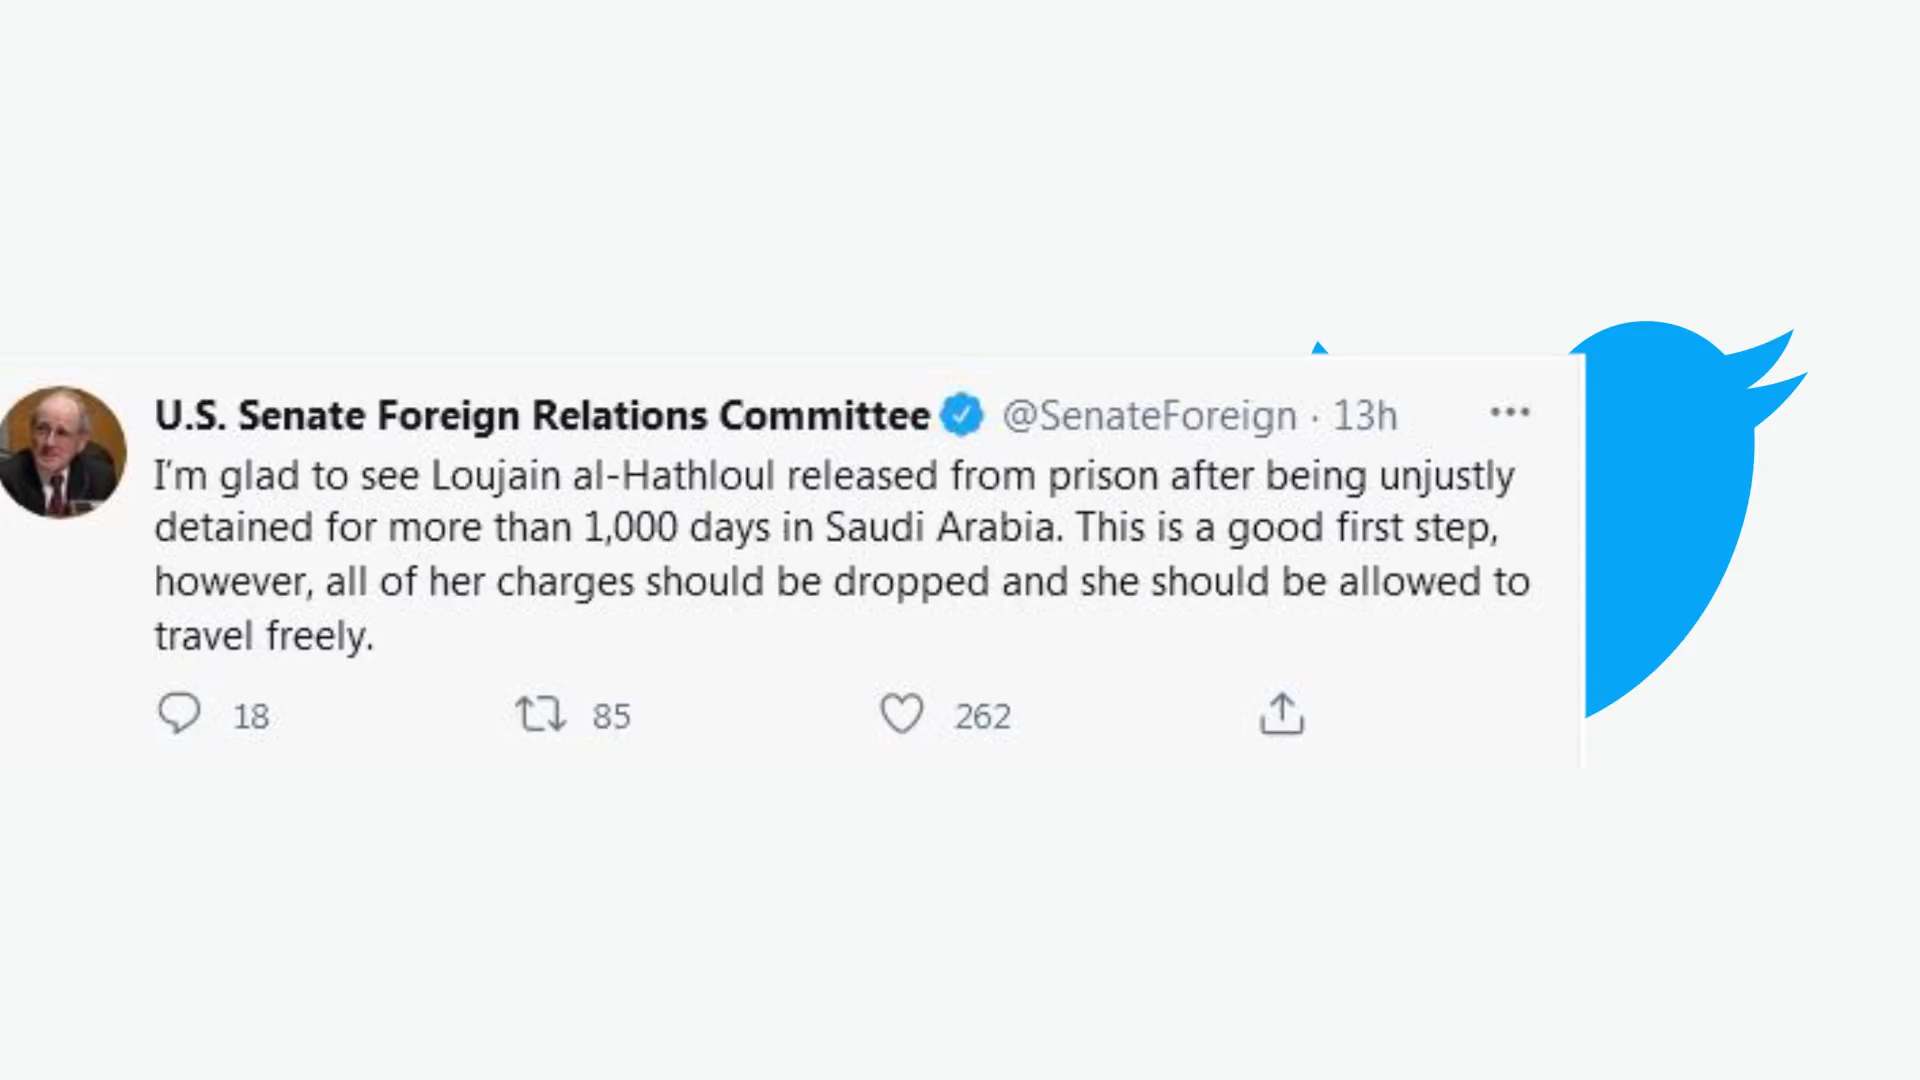 U.S. Senate Foreign Relations Committee @SenateForeign · 13h
I'm glad to see Loujain al-Hathloul released from prison after being unjustly
detained for more than 1,000 days in Saudi Arabia. This is a good first step,
however, all of her charges should be dropped and she should be allowed to
travel freely.
18 85 262